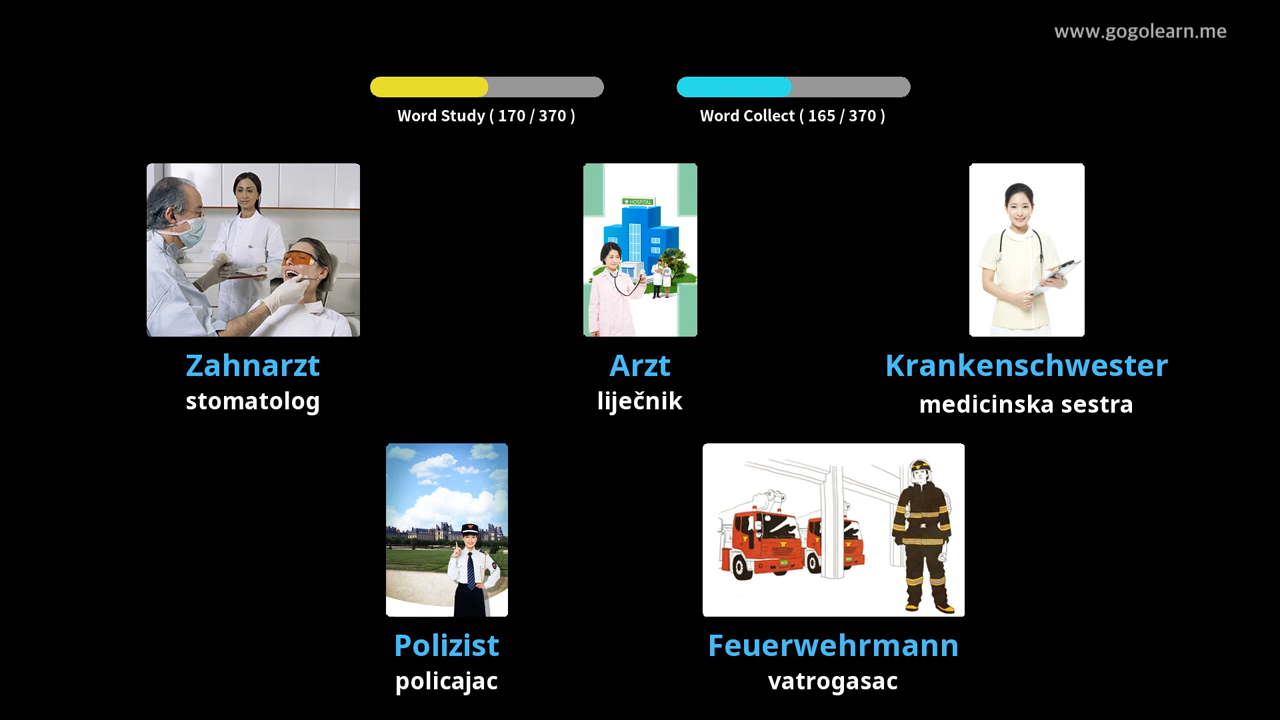 www.gogolearn.me
Word Study ( 170 / 370 )
Word Collect ( 165 / 370 )
HOSPITAL
Zahnarzt
stomatolog
Arzt
liječnik
Krankenschwester
medicinska sestra
Polizist
policajac
Feuerwehrmann
vatrogasac